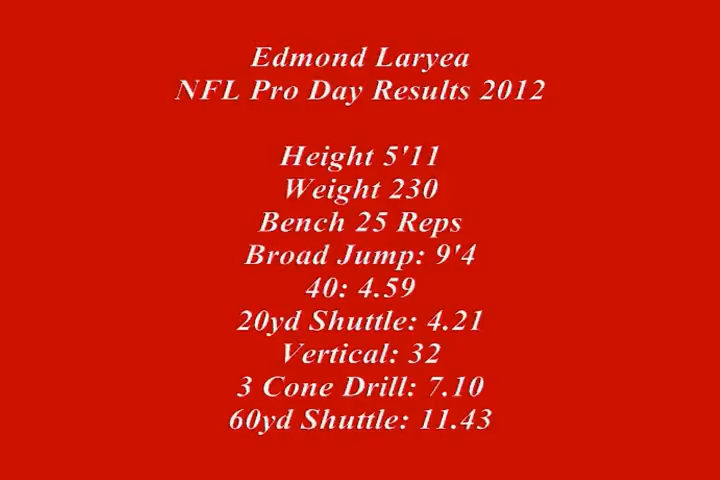 Edmond Laryea
NFL Pro Day Results 2012
Height 5'11
Weight 230
Bench 25 Reps
Broad Jump: 9'4
40: 4.59
20yd Shuttle: 4.21
Vertical: 32
3 Cone Drill: 7.10
60yd Shuttle: 11.43